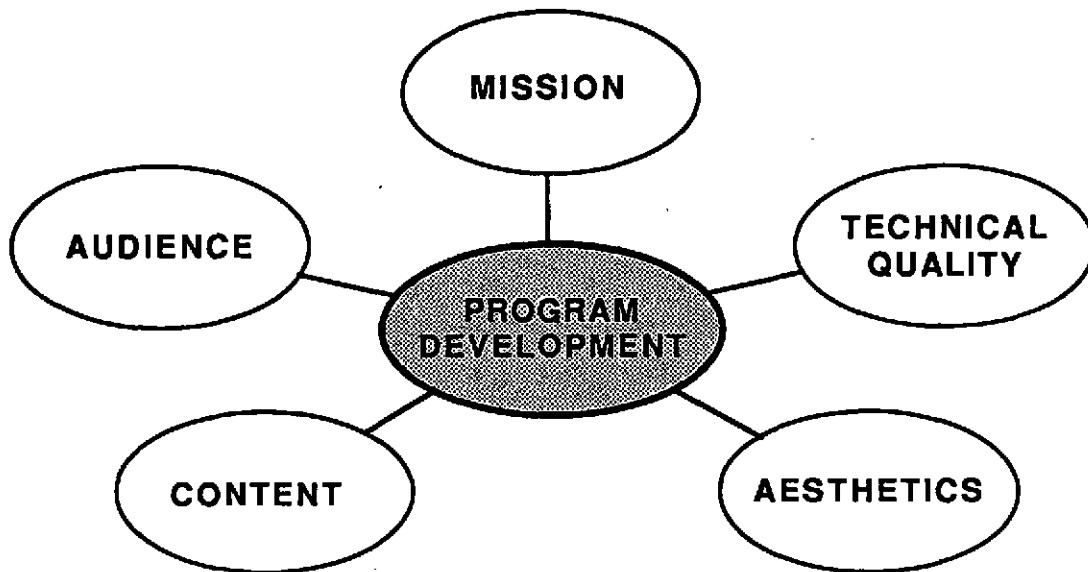 MISSION
AUDIENCE
TECHNICAL
QUALITY
PROGRAM
DEVELOPMENT
CONTENT
AESTHETICS